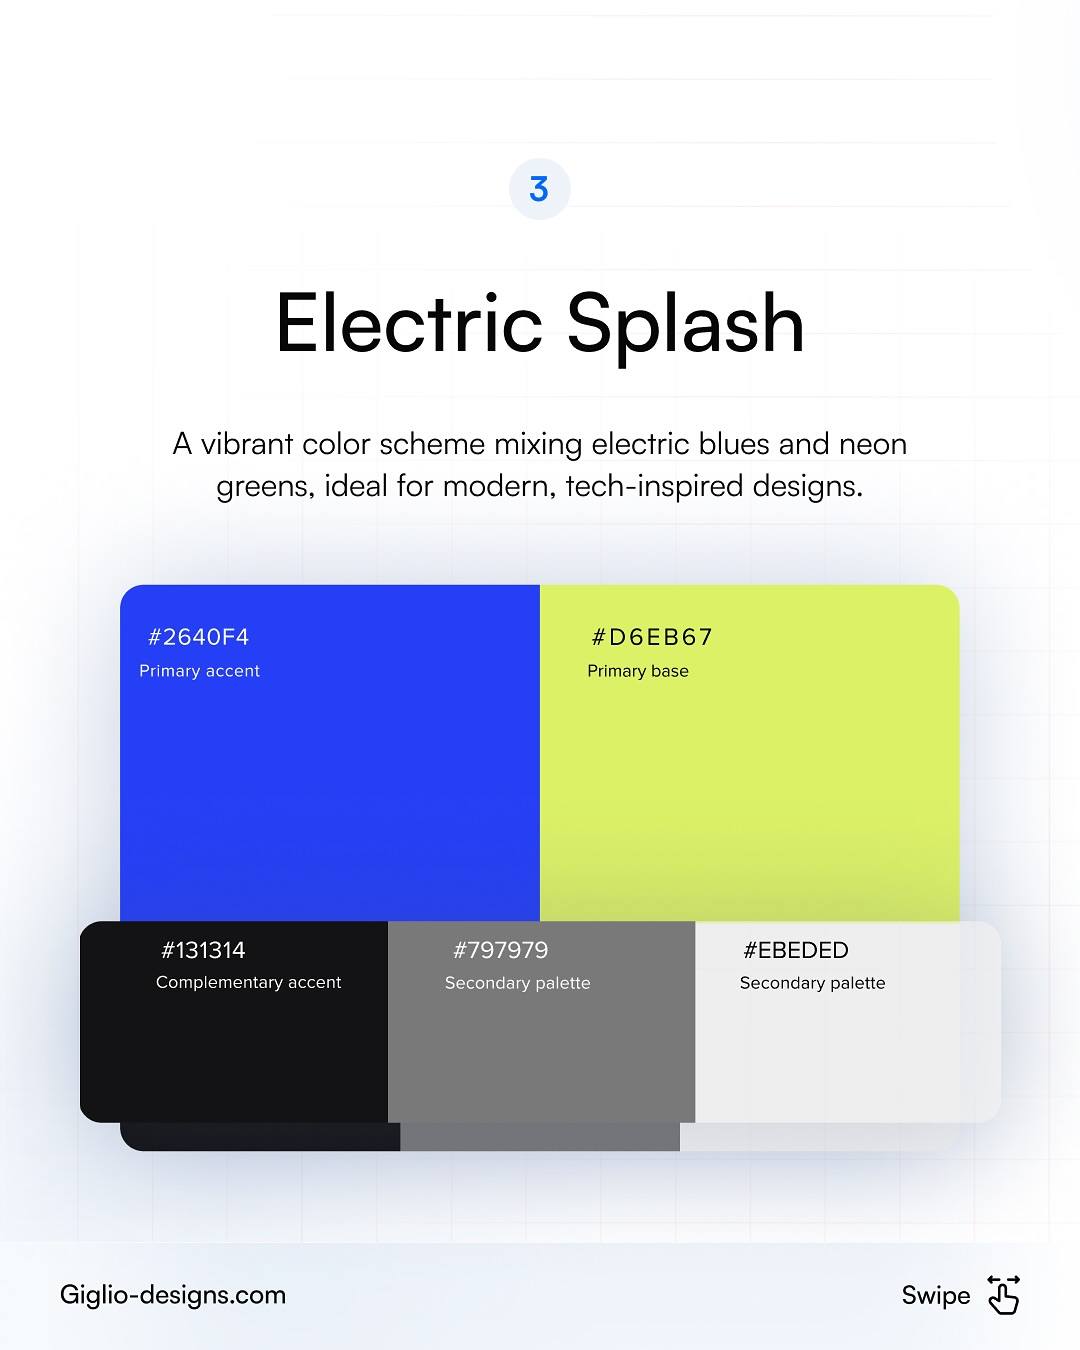 3
Electric Splash
A vibrant color scheme mixing electric blues and neon
greens, ideal for modern, tech-inspired designs.
#2640F4
Primary accent
#D6EB67
Primary base
#131314
Complementary accent
#797979
Secondary palette
#EBEDED
Secondary palette
Giglio-designs.com
Swipe